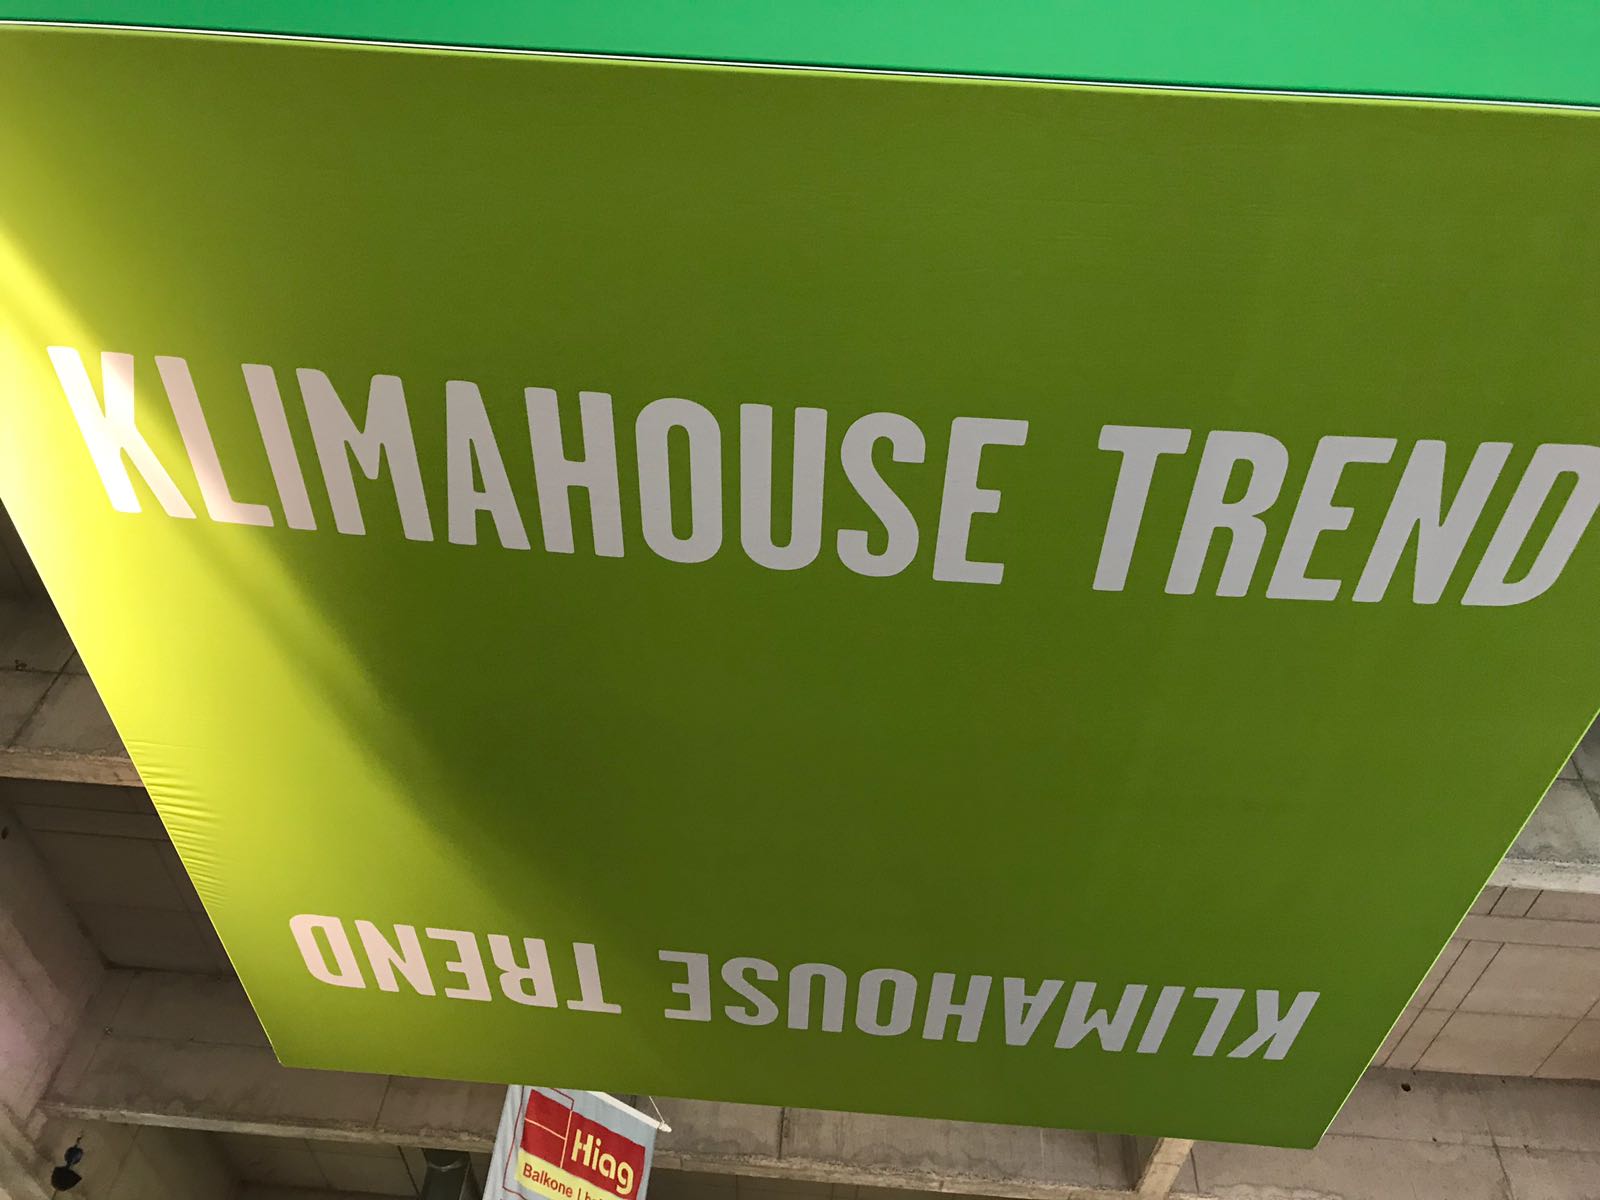 KLIMAHOUSE TREND
KLIMAHOUSE TREND
Hiag
Balkone |